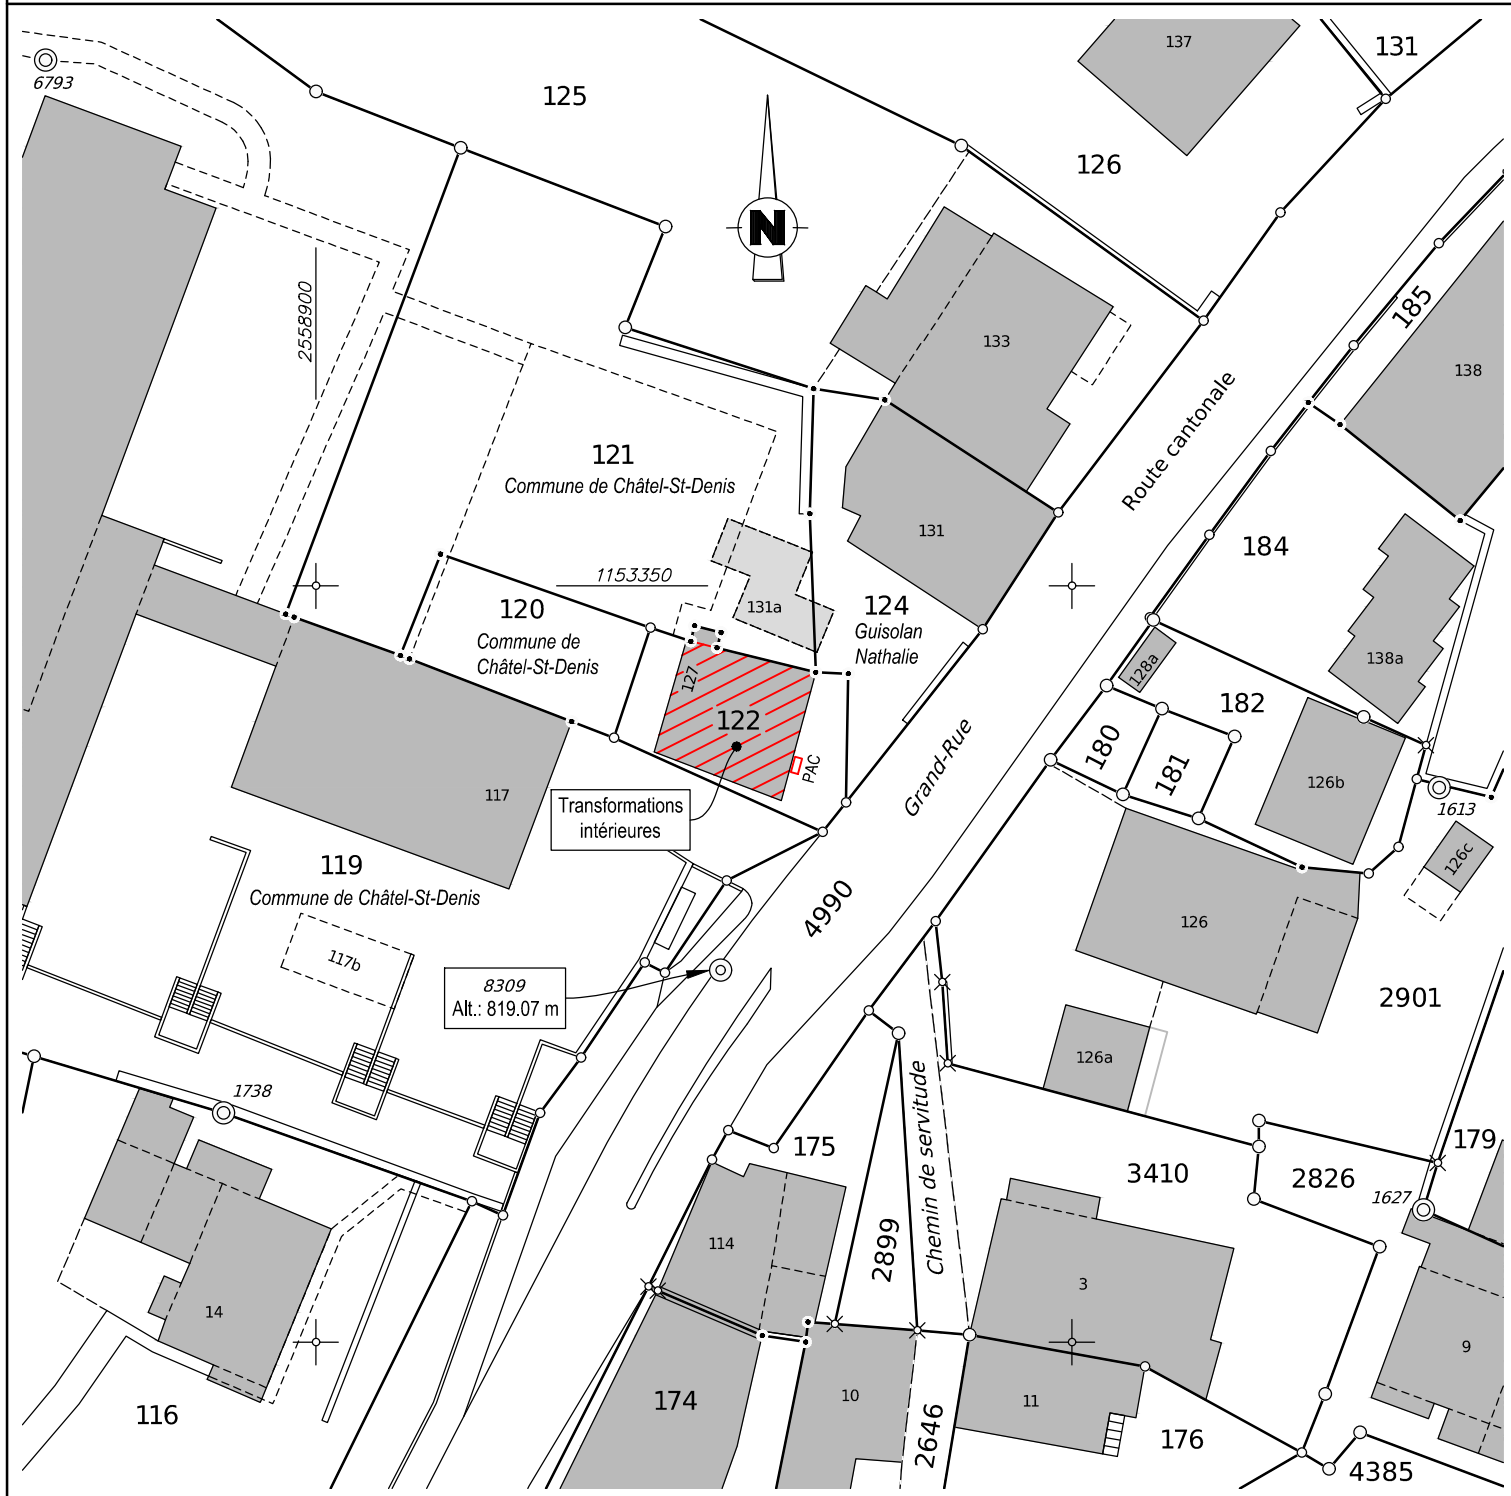 137
131
6793
125
126
N
2558900
133
185
138
Route cantonale
121
Commune de Châtel-St-Denis
131
184
1153350
120
131a
124
Commune de
Châtel-St-Denis
Guisolan
Nathalie
138a
128a
127
122
182
180
181
PAC
Grand-Rue
126b
117
Transformations
intérieures
1613
126c
119
Commune de Châtel-St-Denis
4990
126
117b
8309
Alt.: 819.07 m
2901
126a
1738
Chemin de servitude
175
3410
2826
179
1627
114
2899
3
14
9
174
10
11
116
2646
176
4385